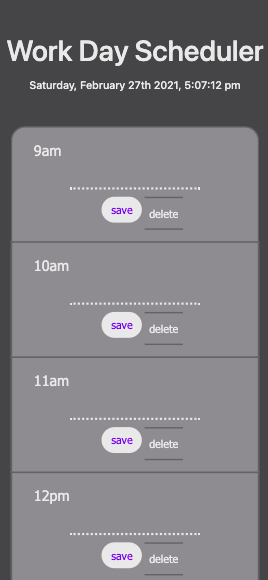 Work Day Scheduler
Saturday, February 27th 2021, 5:07:12 pm
9am
save delete
10am
save delete
11am
save delete
12pm
save delete